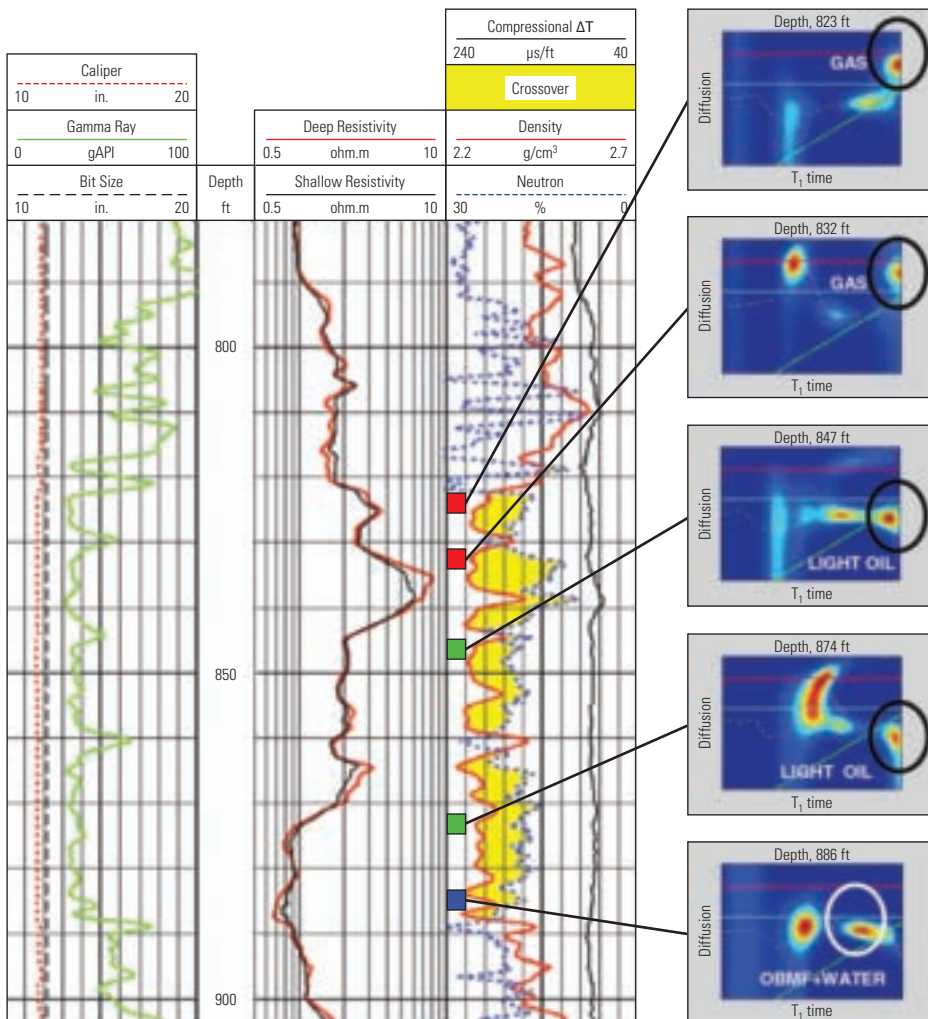 Caliper
10 in. 20
Gamma Ray
0 gAPI 100
Bit Size
10 in. 20
Depth
ft
Deep Resistivity
0.5 ohm.m 10
Shallow Resistivity
0.5 ohm.m 10
Compressional ΔT
240 µs/ft 40
Crossover
Density
2.2 g/cm³ 2.7
Neutron
30 % 0
800
850
900
Depth, 823 ft
GAS
Diffusion
T₁ time
Depth, 832 ft
GAS
Diffusion
T₁ time
Depth, 847 ft
LIGHT OIL
Diffusion
T₁ time
Depth, 874 ft
LIGHT OIL
Diffusion
T₁ time
Depth, 886 ft
OBMF+WATER
Diffusion
T₁ time